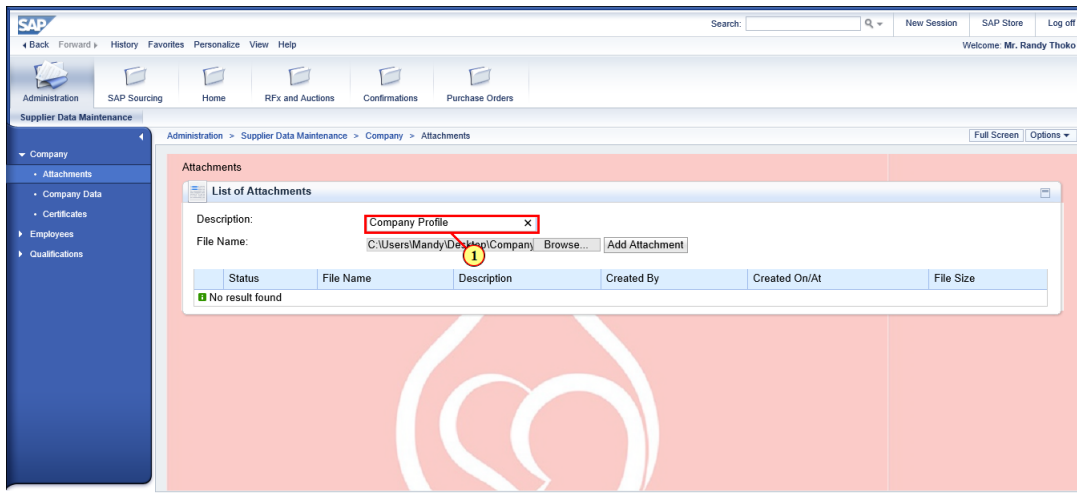 SAP Search: New Session SAP Store Log off
Back Forward History Favorites Personalize View Help Welcome: Mr. Randy Thoko
Administration SAP Sourcing Home RFx and Auctions Confirmations Purchase Orders
Supplier Data Maintenance
Administration > Supplier Data Maintenance > Company > Attachments Full Screen Options
Company
• Attachments
• Company Data
• Certificates
Employees
Qualifications
Attachments
List of Attachments
Description: Company Profile ×
File Name: C:\Users\Mandy\Desktop\Company Browse... Add Attachment
1
Status File Name Description Created By Created On/At File Size
No result found